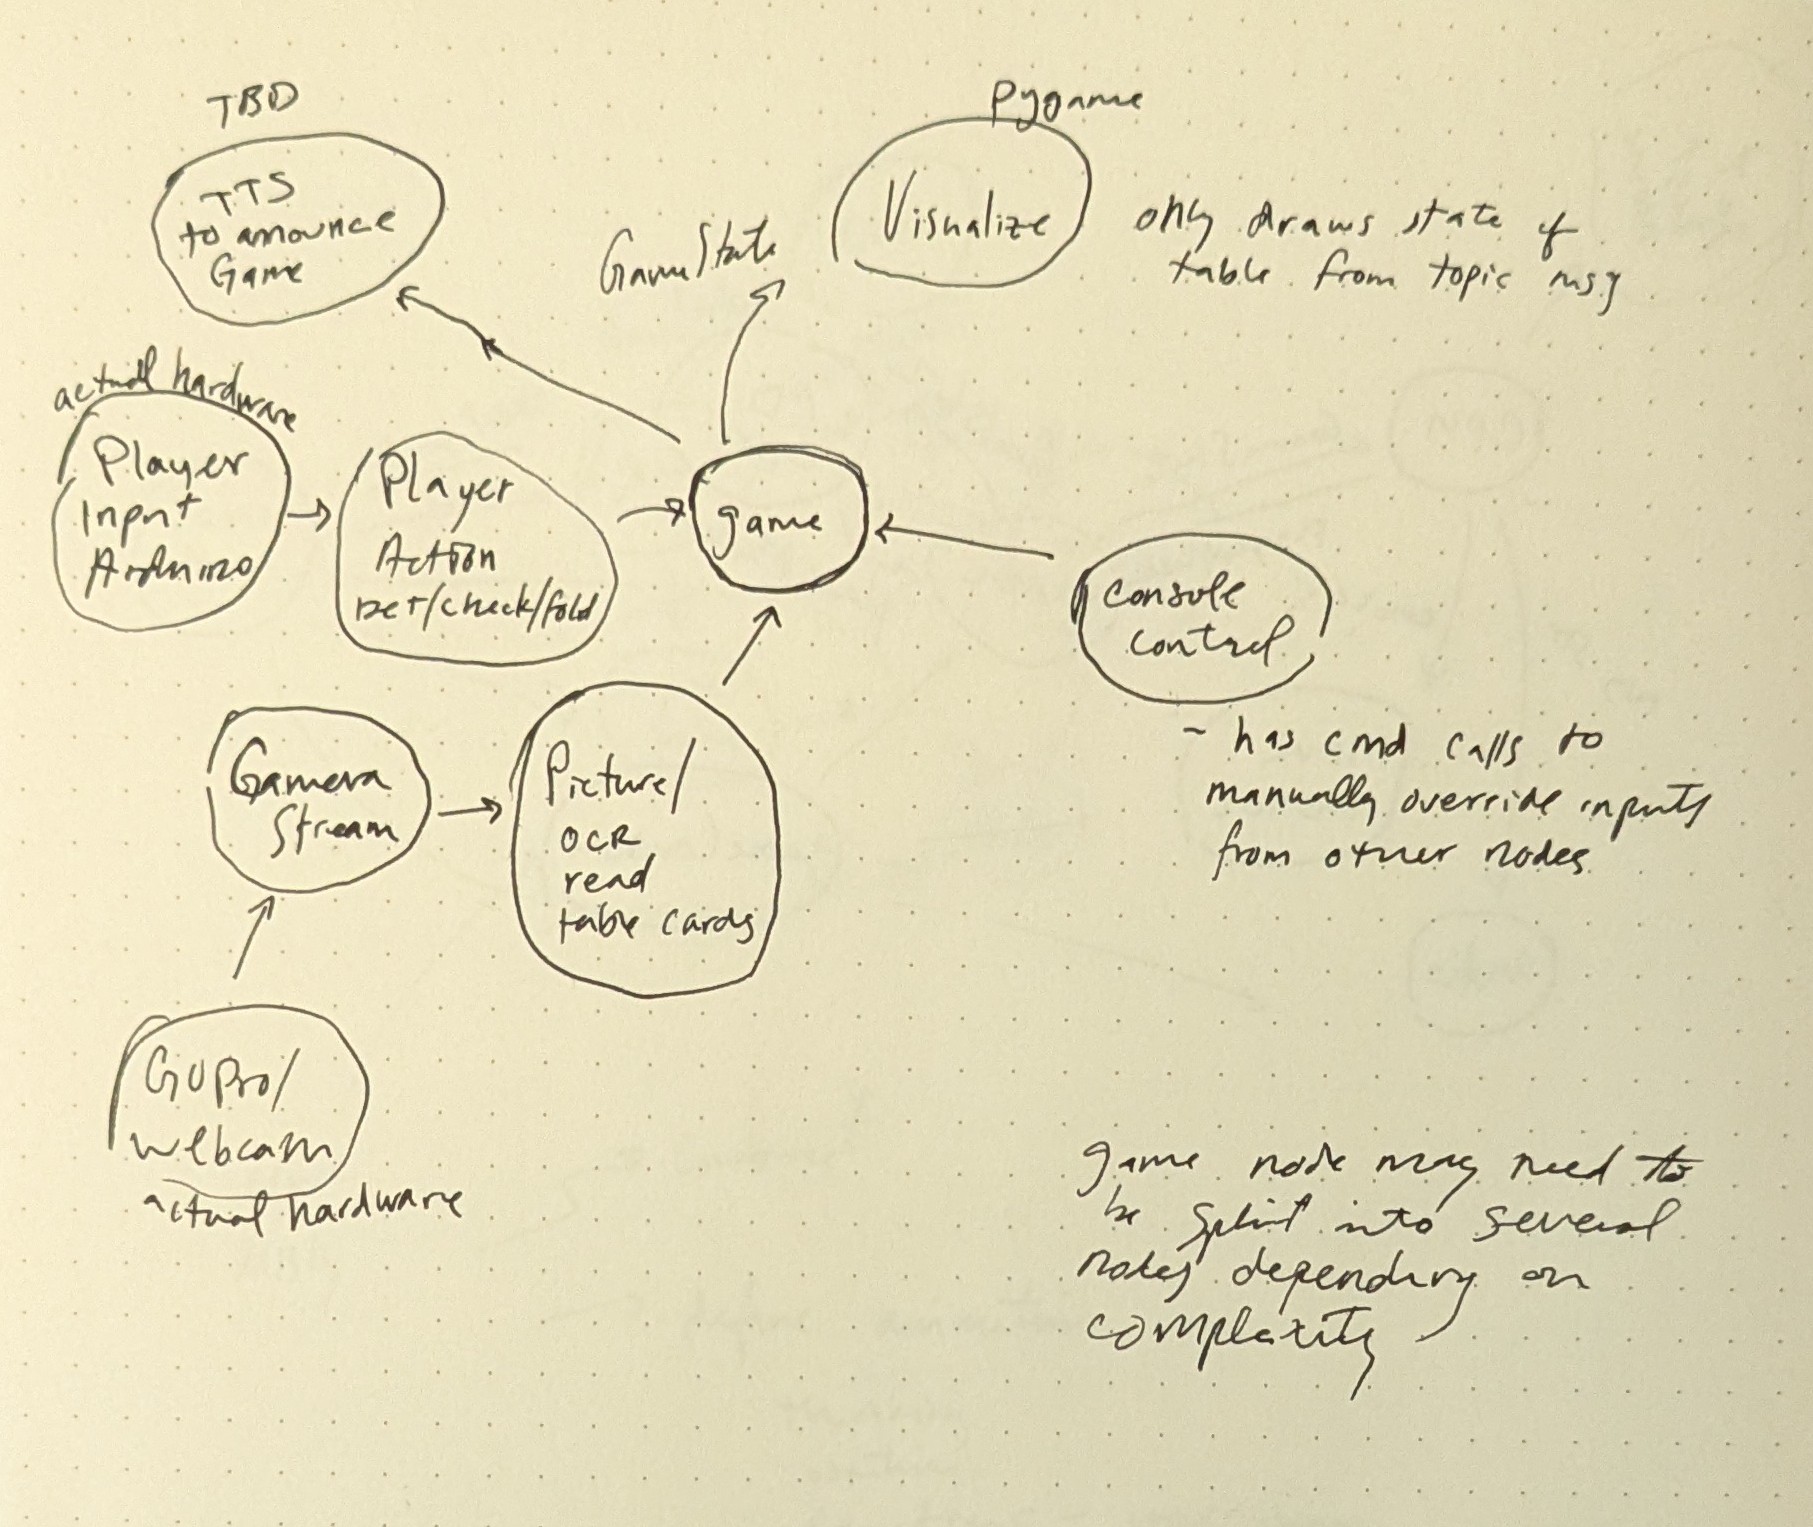 TBD
TTS
to announce
Game
Pygame
Visualize
only draws state of
table from topic msg
GameState
actual hardware
Player
Input
Arduino
Player
Action
bet/check/fold
game
console
control
- has cmd calls to
manually override inputs
from other nodes
Camera
Stream
Picture/
OCR
read
table cards
GoPro/
webcam
actual hardware
game node may need to
be split into several
nodes depending on
complexity